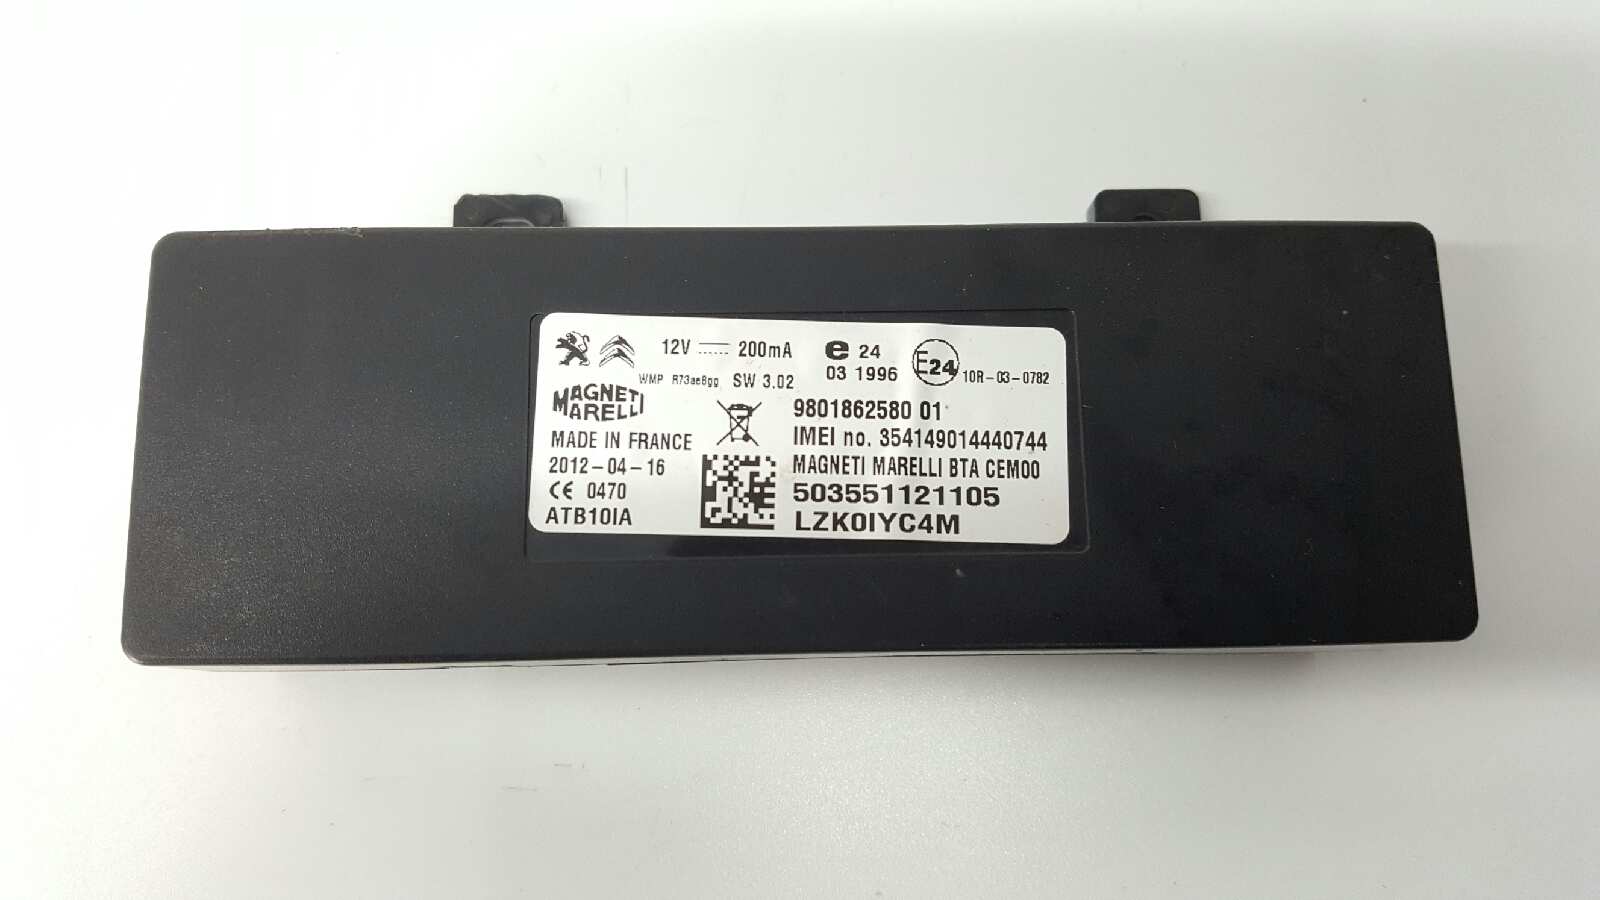 12V 200mA e 24
03 1996 E24 10R-03-0782
WMP R73ae8gg SW 3.02
MAGNETI
MARELLI
9801862580 01
MADE IN FRANCE
IMEI no. 354149014440744
2012-04-16
MAGNETI MARELLI BTA CEM00
CE 0470
503551121105
ATB10IA
LZK0IYC4M